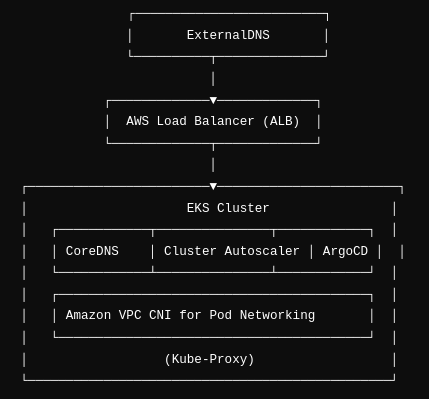 ExternalDNS
AWS Load Balancer (ALB)
EKS Cluster
CoreDNS Cluster Autoscaler ArgoCD
Amazon VPC CNI for Pod Networking
(Kube-Proxy)